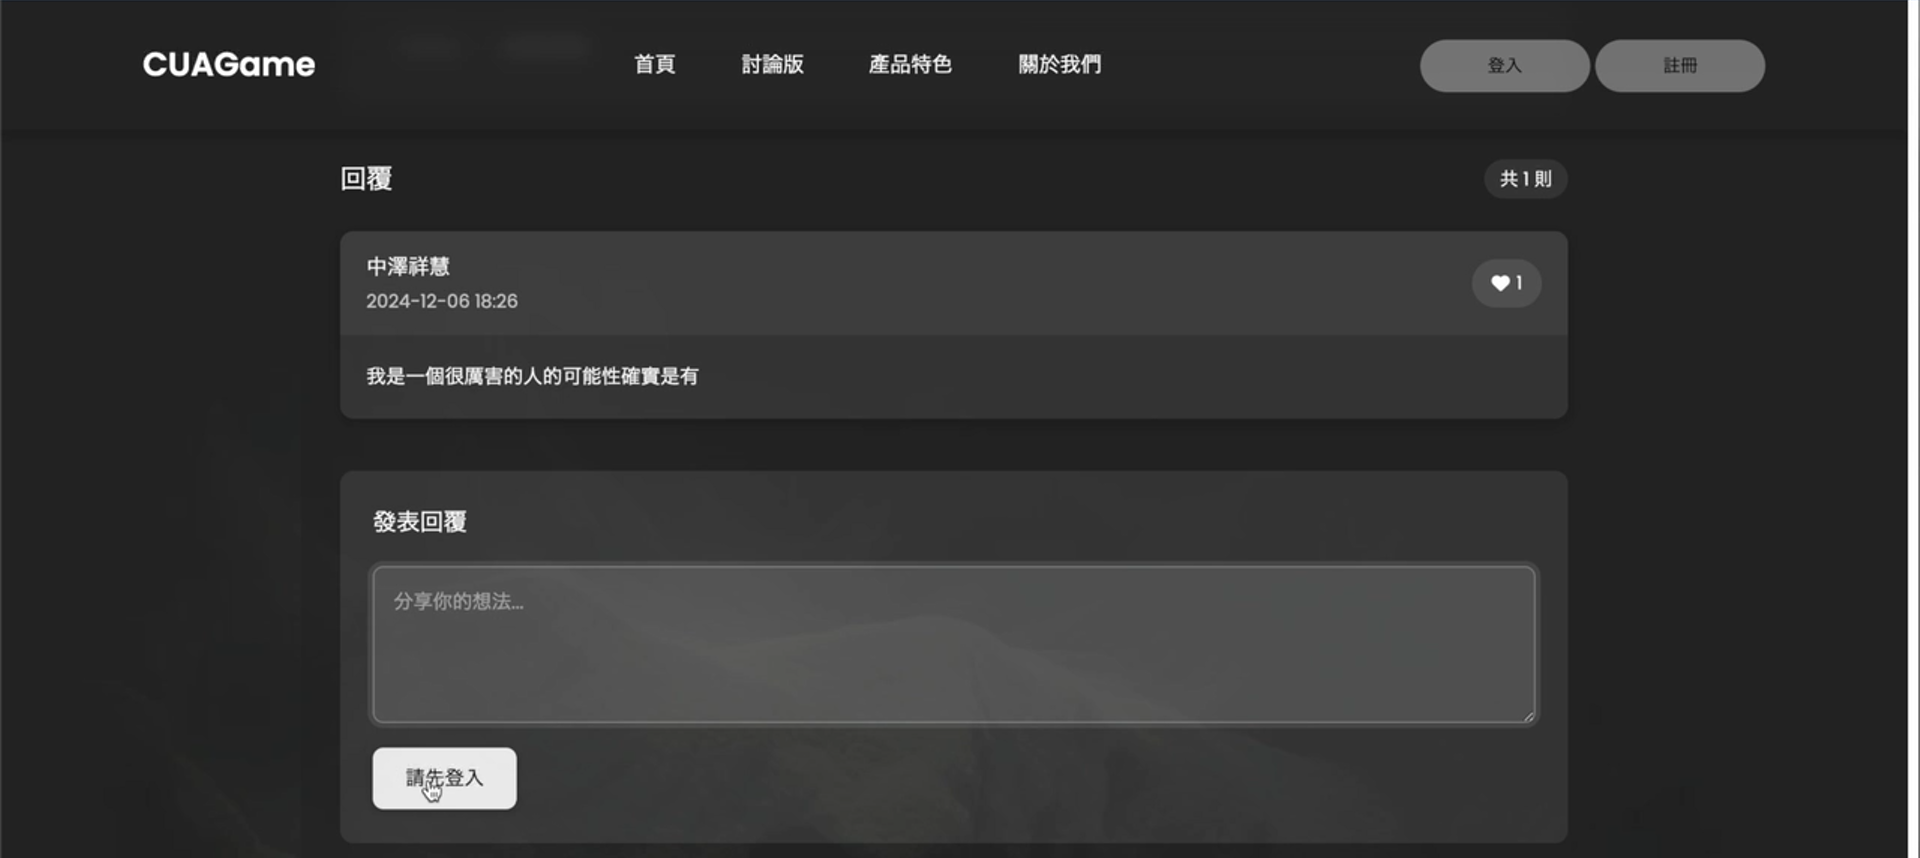 CUAGame
首頁
討論版
產品特色
關於我們
登入
註冊
回覆
共 1 則
中澤祥慧
2024-12-06 18:26
1
我是一個很厲害的人的可能性確實是有
發表回覆
分享你的想法...
請先登入